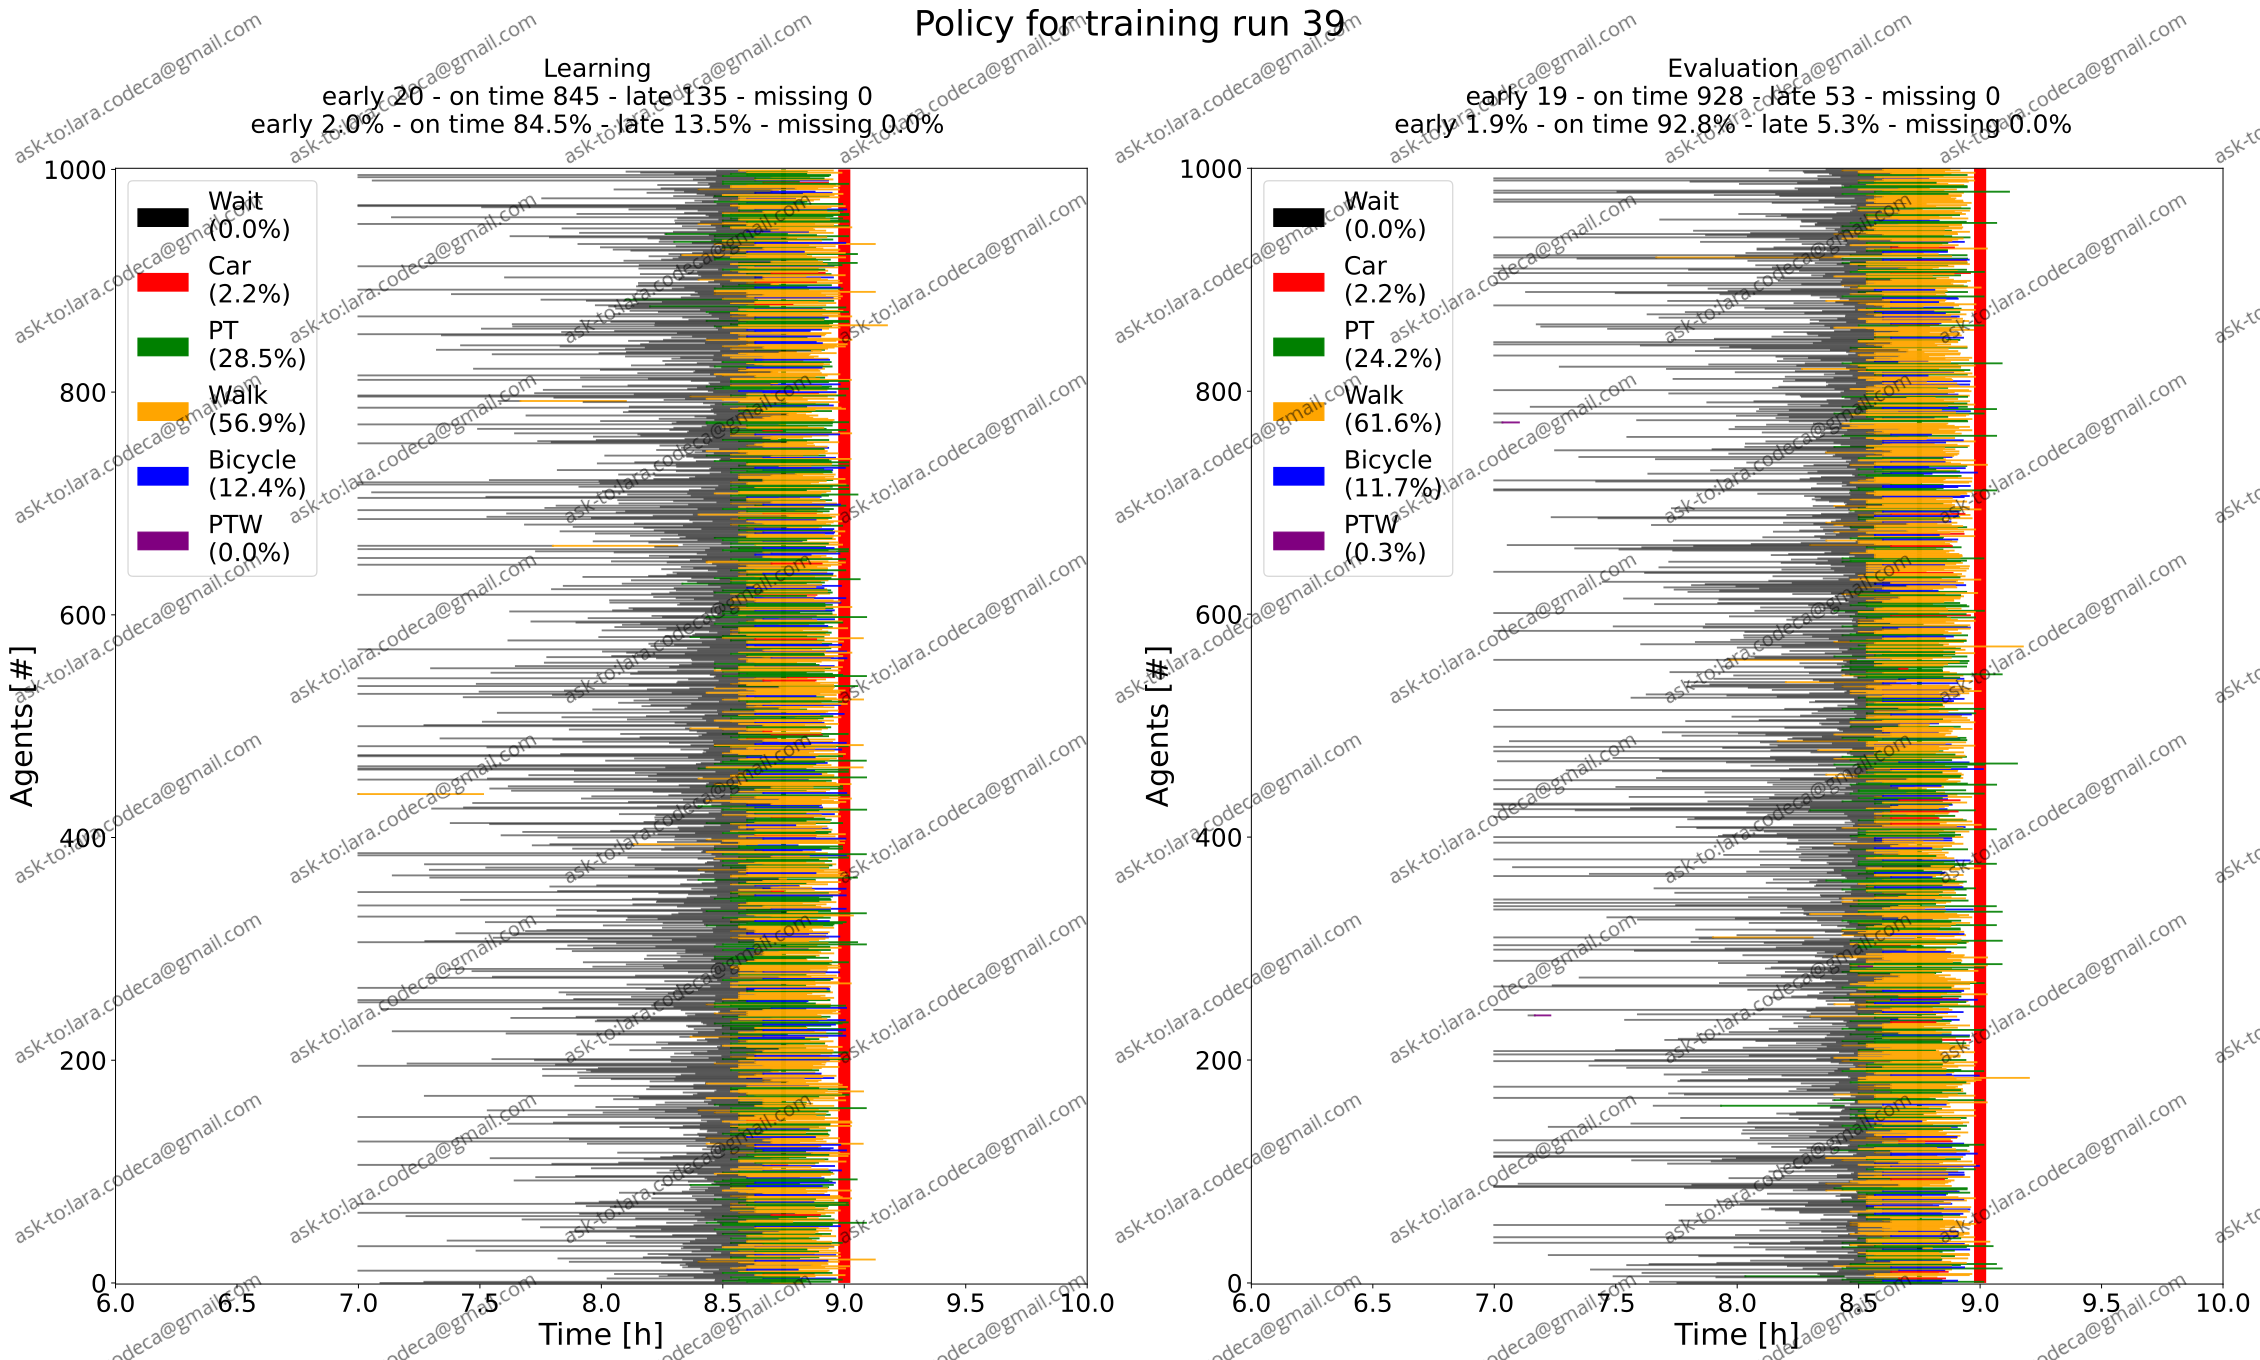 Policy for training run 39
Learning
early 20 - on time 845 - late 135 - missing 0
early 2.0% - on time 84.5% - late 13.5% - missing 0.0%
Wait
(0.0%)
Car
(2.2%)
PT
(28.5%)
Walk
(56.9%)
Bicycle
(12.4%)
PTW
(0.0%)
Agents [#]
1000
800
600
400
200
0
6.0 6.5 7.0 7.5 8.0 8.5 9.0 9.5 10.0
Time [h]
Evaluation
early 19 - on time 928 - late 53 - missing 0
early 1.9% - on time 92.8% - late 5.3% - missing 0.0%
Wait
(0.0%)
Car
(2.2%)
PT
(24.2%)
Walk
(61.6%)
Bicycle
(11.7%)
PTW
(0.3%)
Agents [#]
1000
800
600
400
200
0
6.0 6.5 7.0 7.5 8.0 8.5 9.0 9.5 10.0
Time [h]
ask-to:lara.codeca@gmail.com